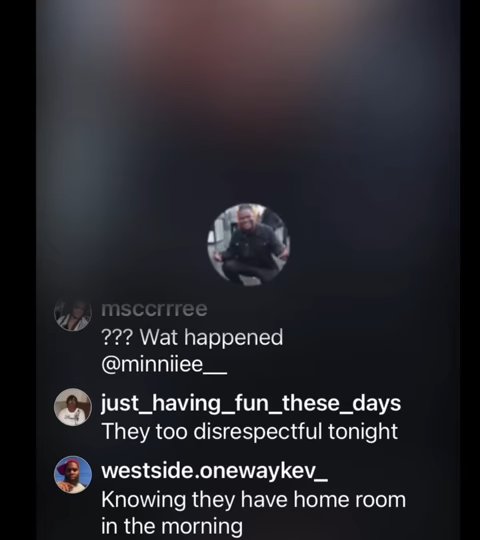 msccrrree
??? Wat happened
@minniiee__
just_having_fun_these_days
They too disrespectful tonight
westside.onewaykev_
Knowing they have home room
in the morning